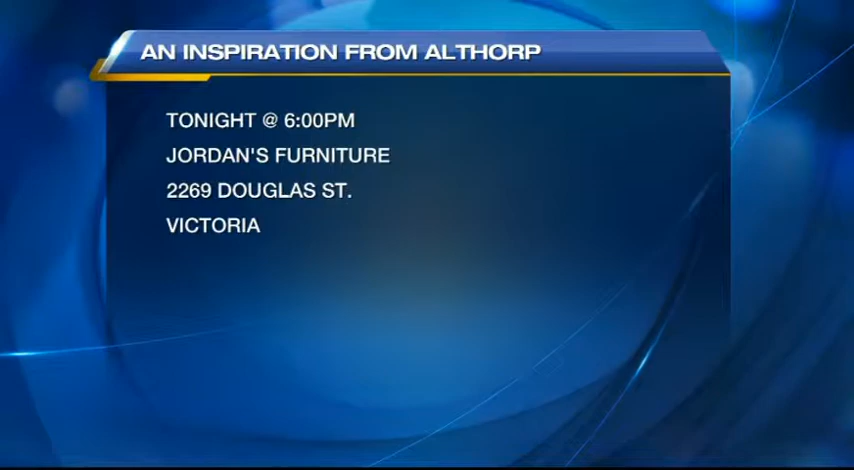 AN INSPIRATION FROM ALTHORP
TONIGHT @ 6:00PM
JORDAN'S FURNITURE
2269 DOUGLAS ST.
VICTORIA